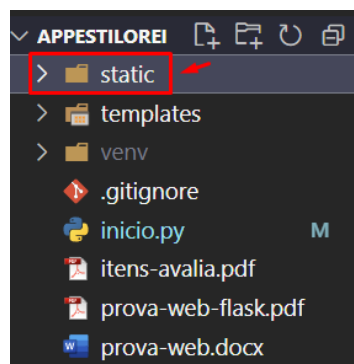 APPESTILOREI
static
templates
venv
.gitignore
inicio.py M
itens-avalia.pdf
prova-web-flask.pdf
prova-web.docx